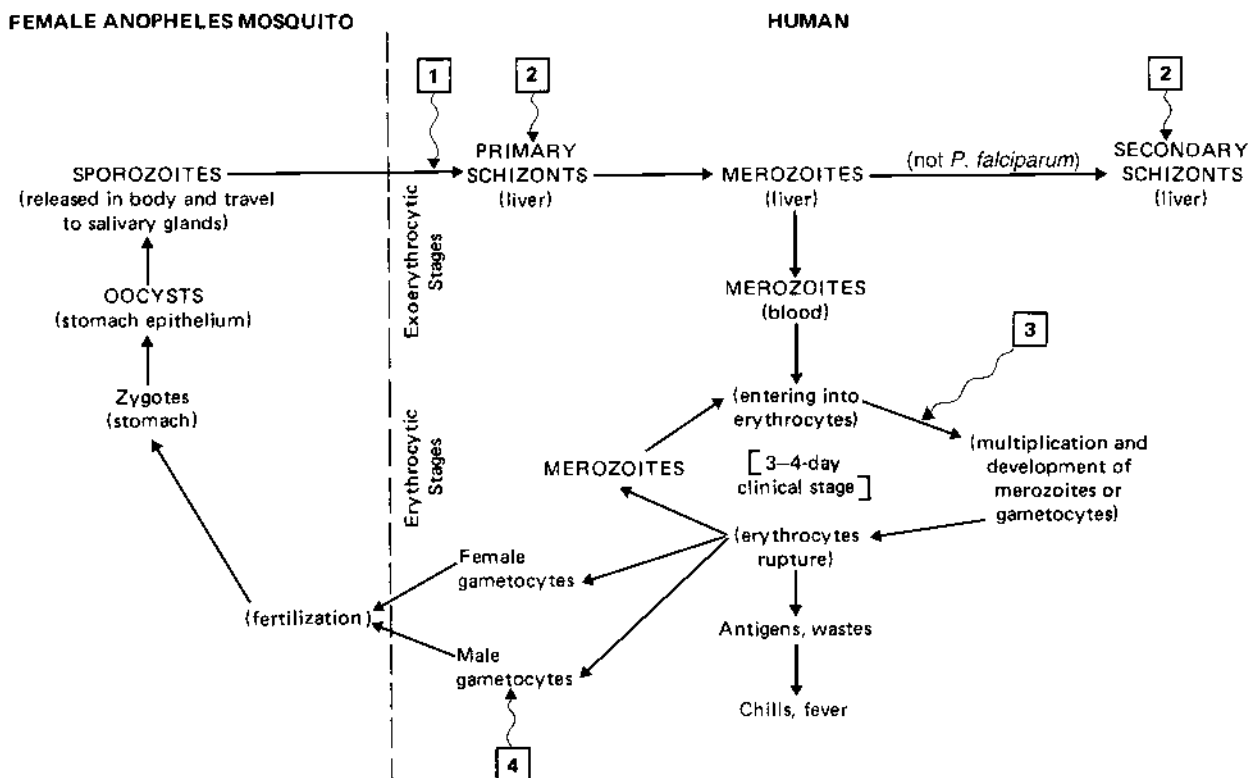 FEMALE ANOPHELES MOSQUITO
HUMAN
1
2
2
SPOROZOITES
(released in body and travel
to salivary glands)
PRIMARY
SCHIZONTS
(liver)
MEROZOITES
(liver)
(not P. falciparum)
SECONDARY
SCHIZONTS
(liver)
Exoerythrocytic
Stages
OOCYSTS
(stomach epithelium)
MEROZOITES
(blood)
3
Zygotes
(stomach)
(entering into
erythrocytes)
Erythrocytic
Stages
MEROZOITES
[3–4-day
clinical stage]
(multiplication and
development of
merozoites or
gametocytes)
(erythrocytes
rupture)
Female
gametocytes
(fertilization)
Antigens, wastes
Male
gametocytes
Chills, fever
4